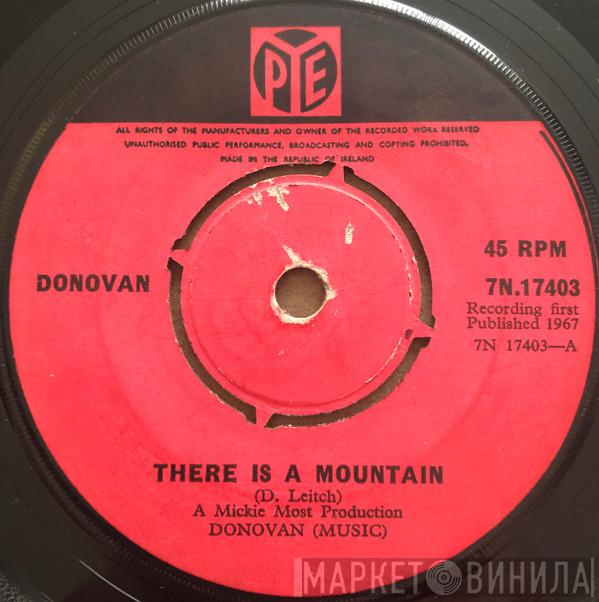 PYE
ALL RIGHTS OF THE MANUFACTURERS AND OWNER OF THE RECORDED WORK RESERVED
UNAUTHORISED PUBLIC PERFORMANCE, BROADCASTING AND COPYING PROHIBITED.
MADE IN THE REPUBLIC OF IRELAND
DONOVAN
45 RPM
7N.17403
Recording first
Published 1967
7N 17403—A
THERE IS A MOUNTAIN
(D. Leitch)
A Mickie Most Production
DONOVAN (MUSIC)
МАРКЕТ ВИНИЛА